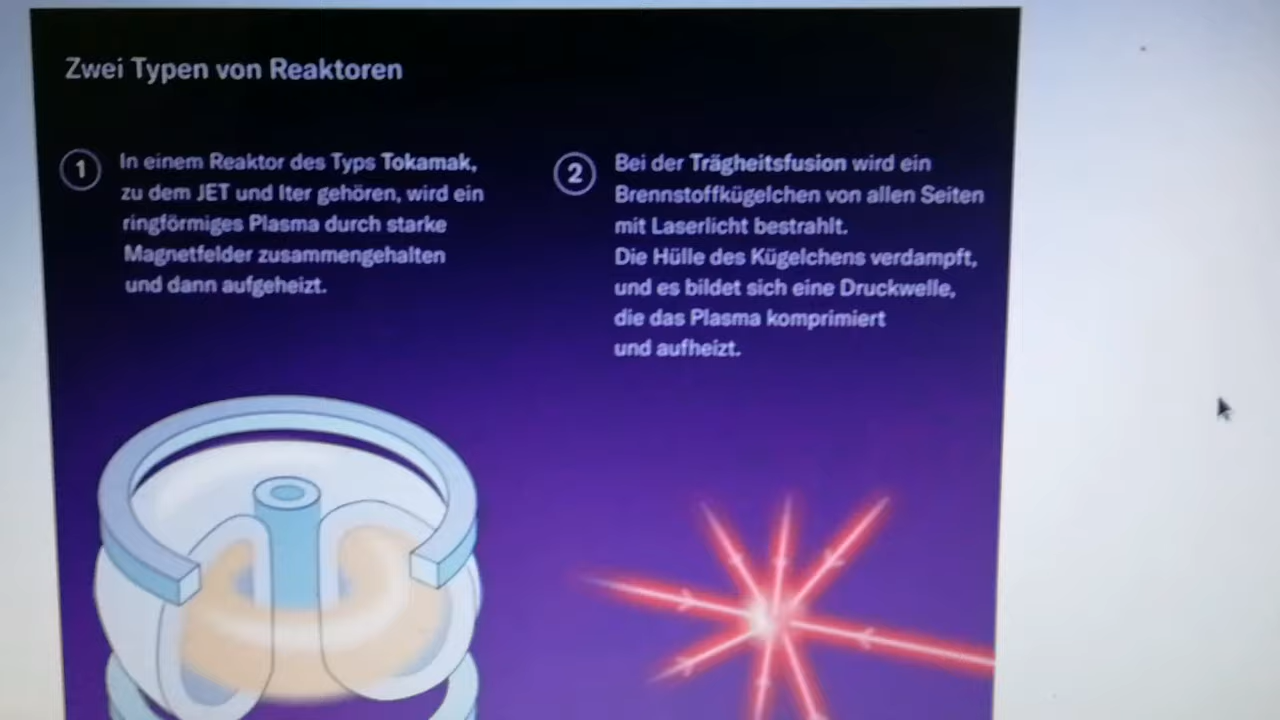 Zwei Typen von Reaktoren
1
In einem Reaktor des Typs Tokamak,
zu dem JET und Iter gehören, wird ein
ringförmiges Plasma durch starke
Magnetfelder zusammengehalten
und dann aufgeheizt.
2
Bei der Trägheitsfusion wird ein
Brennstoffkügelchen von allen Seiten
mit Laserlicht bestrahlt.
Die Hülle des Kügelchens verdampft,
und es bildet sich eine Druckwelle,
die das Plasma komprimiert
und aufheizt.